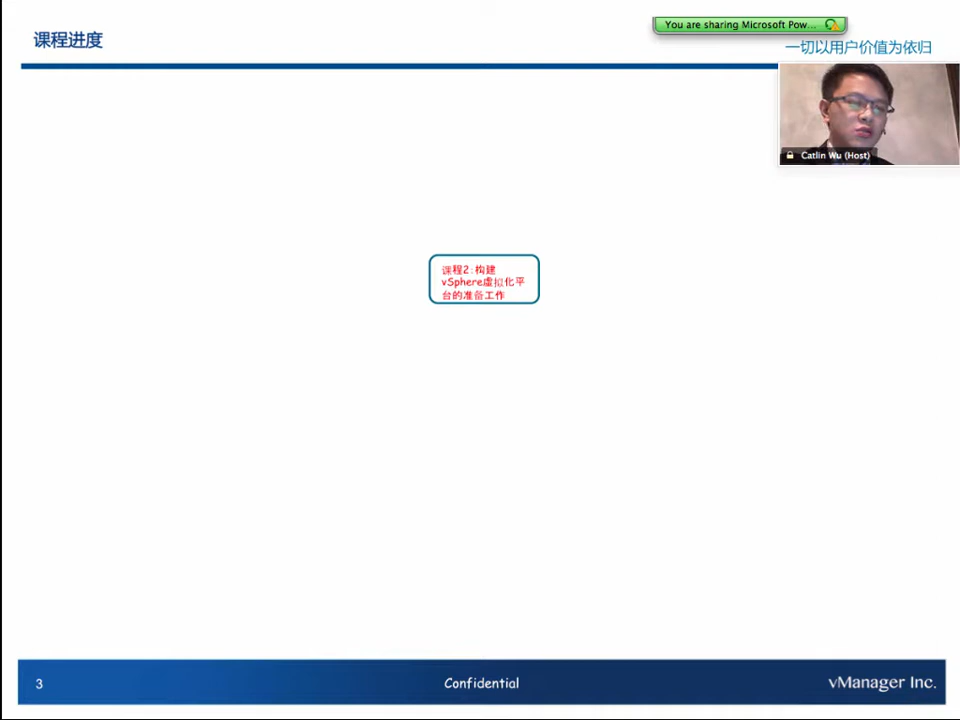 课程进度
You are sharing Microsoft Pow...
一切以用户价值为依归
Catlin Wu (Host)
课程2:构建
vSphere虚拟化平
台的准备工作
3
Confidential
vManager Inc.